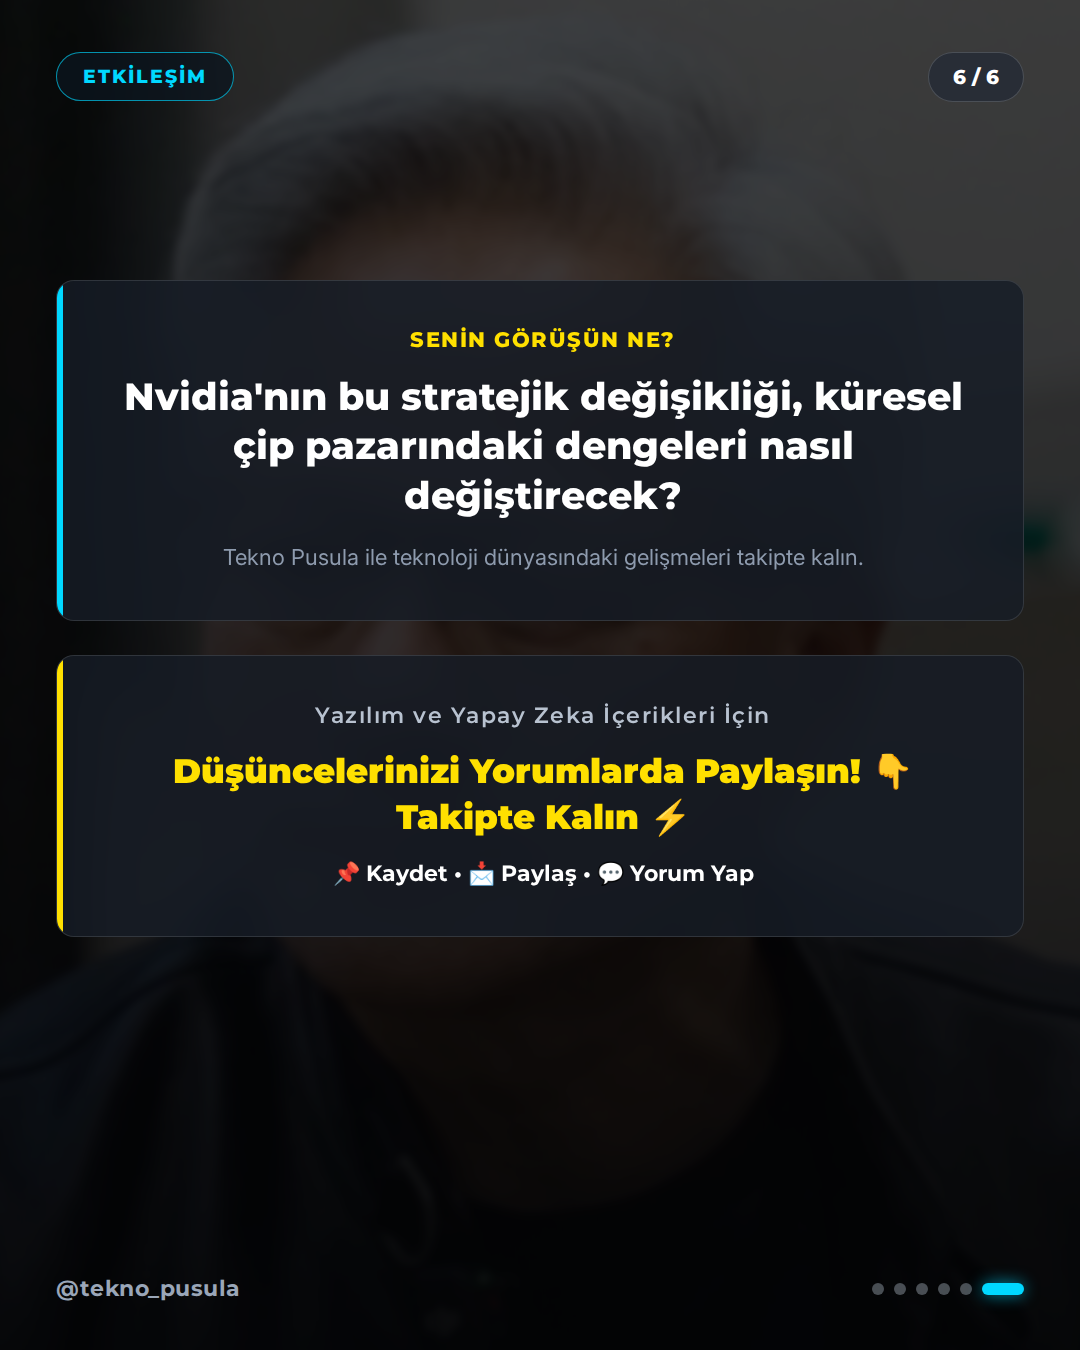 ETKİLEŞİM
6 / 6
SENİN GÖRÜŞÜN NE?
Nvidia'nın bu stratejik değişikliği, küresel
çip pazarındaki dengeleri nasıl
değiştirecek?
Tekno Pusula ile teknoloji dünyasındaki gelişmeleri takipte kalın.
Yazılım ve Yapay Zeka İçerikleri İçin
Düşüncelerinizi Yorumlarda Paylaşın! 👇
Takipte Kalın ⚡
📌 Kaydet • 📩 Paylaş • 💬 Yorum Yap
@tekno_pusula